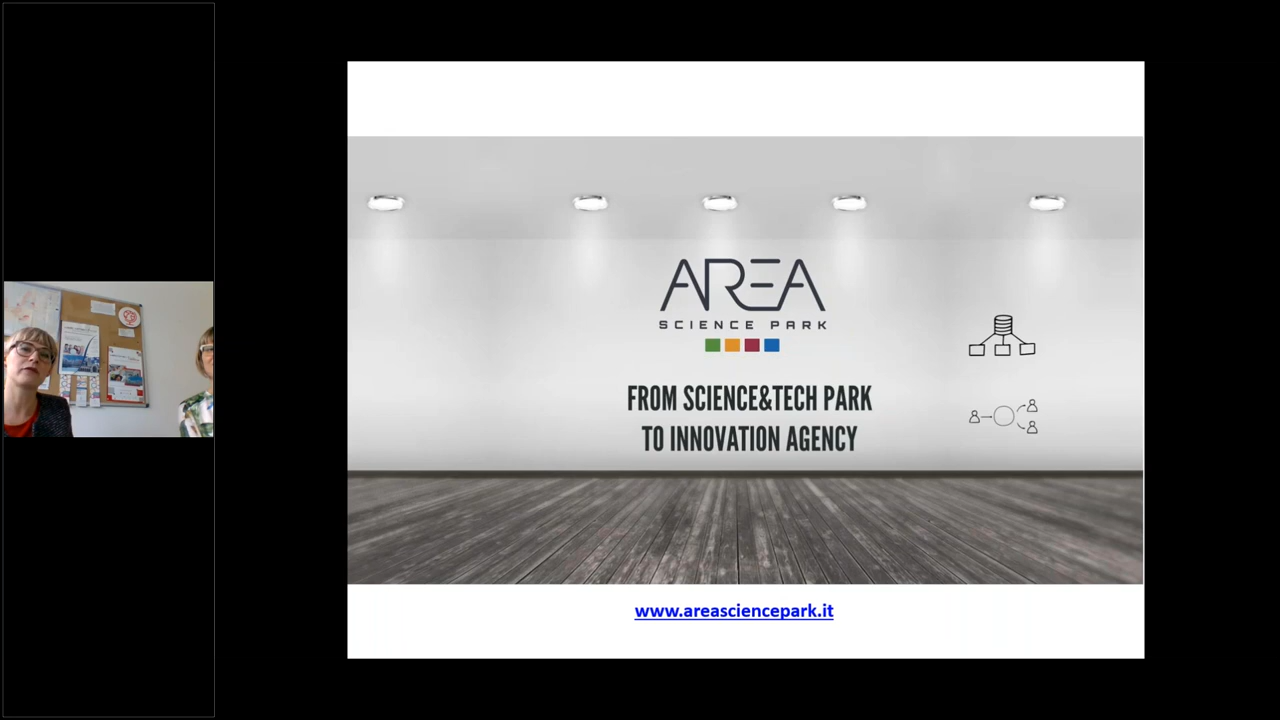 AREA
SCIENCE PARK
FROM SCIENCE&TECH PARK
TO INNOVATION AGENCY
www.areasciencepark.it